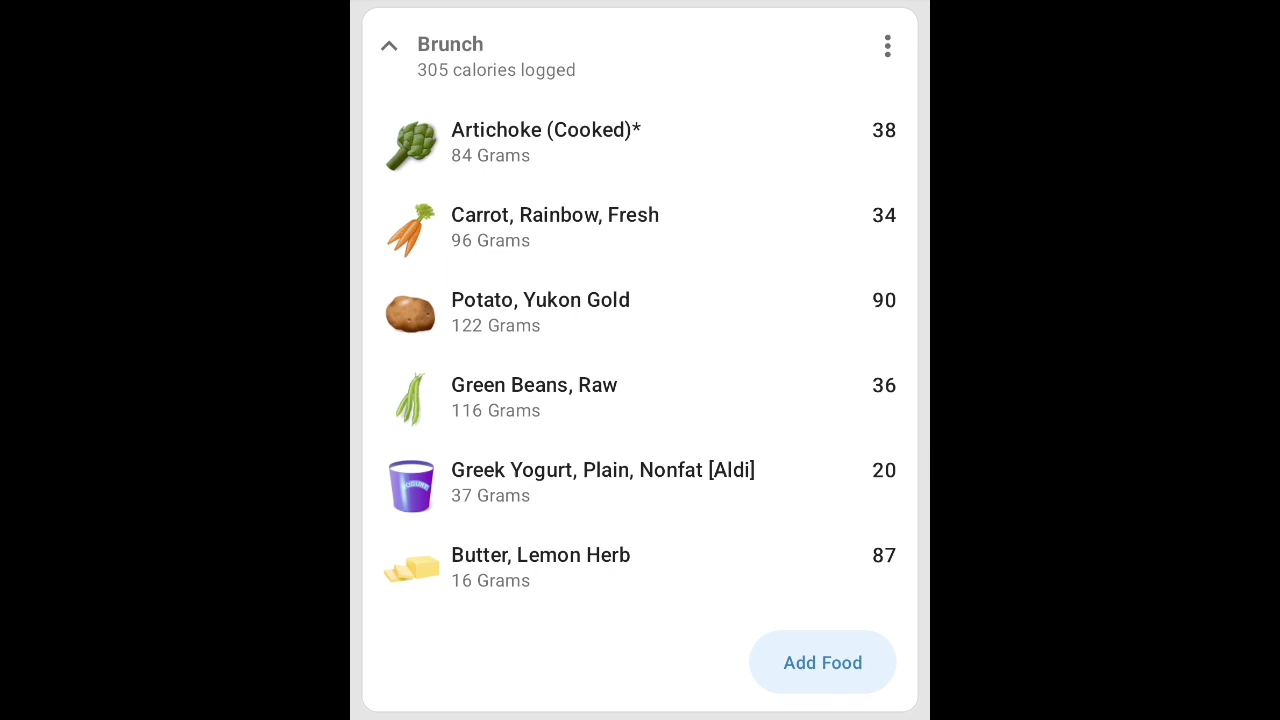 Brunch
305 calories logged
Artichoke (Cooked)*
38
84 Grams
Carrot, Rainbow, Fresh
34
96 Grams
Potato, Yukon Gold
90
122 Grams
Green Beans, Raw
36
116 Grams
Greek Yogurt, Plain, Nonfat [Aldi]
20
37 Grams
Butter, Lemon Herb
87
16 Grams
Add Food